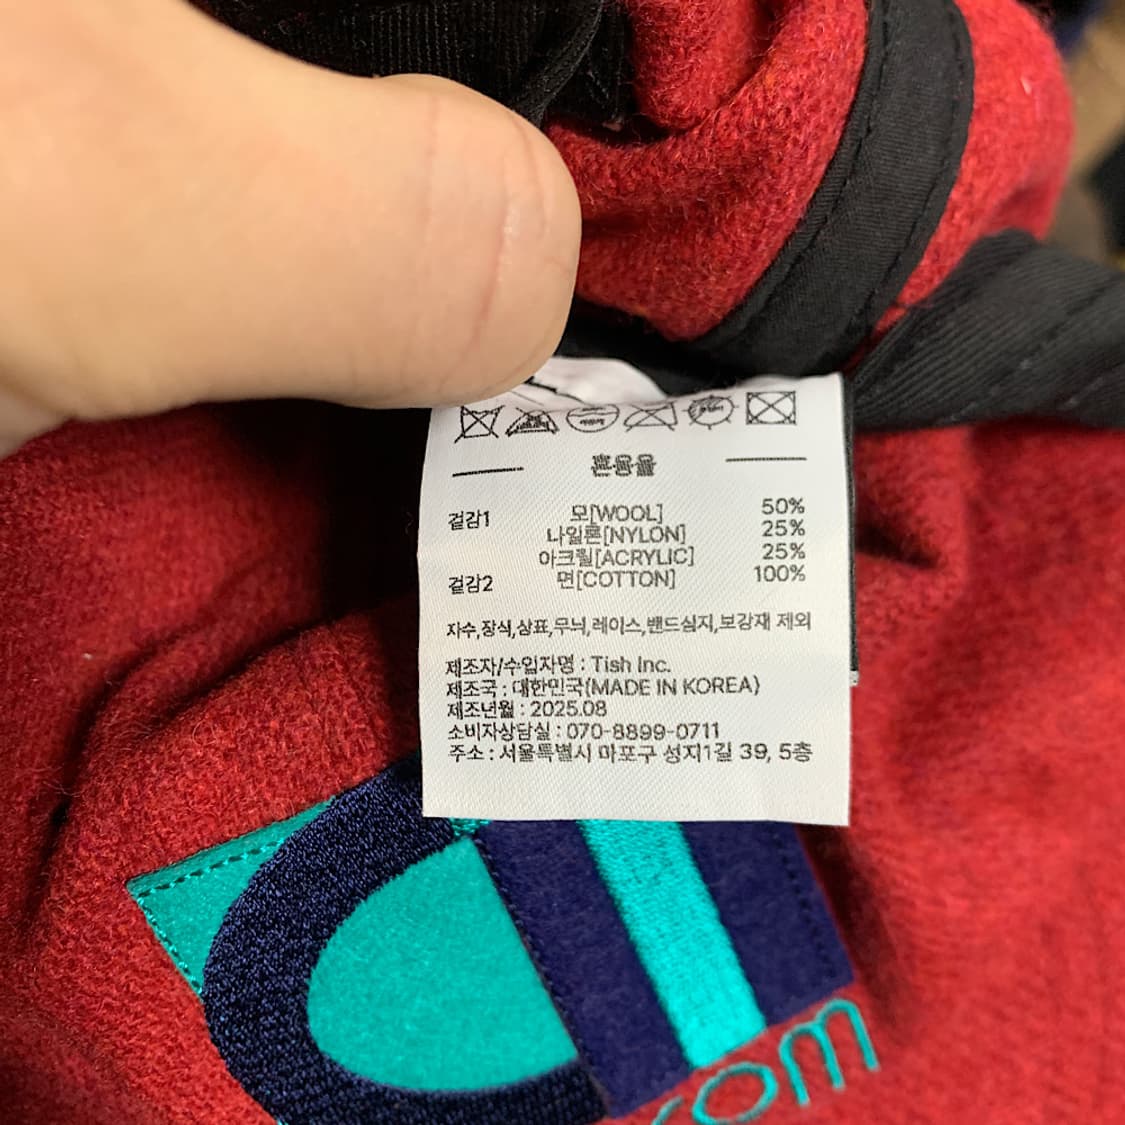 혼용율
겉감1 모[WOOL] 50%
나일론[NYLON] 25%
아크릴[ACRYLIC] 25%
겉감2 면[COTTON] 100%
자수,장식,상표,무늬,레이스,밴드심지,보강재 제외
제조자/수입자명 : Tish Inc.
제조국 : 대한민국(MADE IN KOREA)
제조년월 : 2025.08
소비자상담실 : 070-8899-0711
주소 : 서울특별시 마포구 성지1길 39, 5층
com